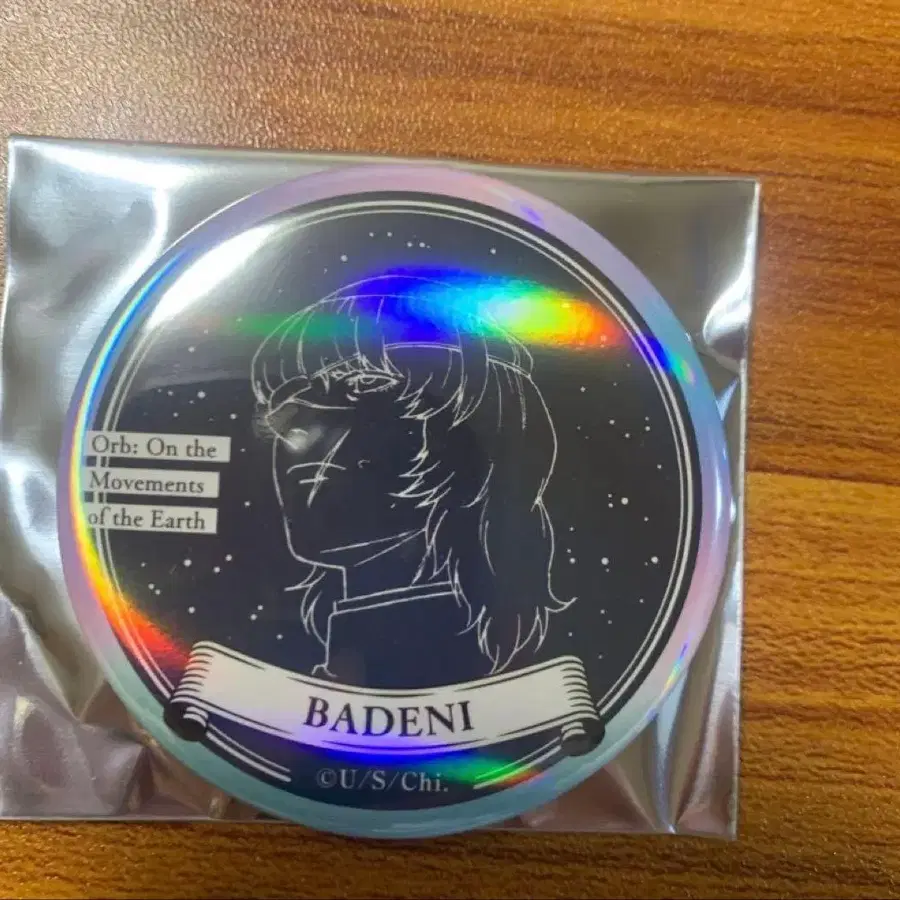 Orb: On the
Movements
of the Earth
BADENI
©U/S/Chi.